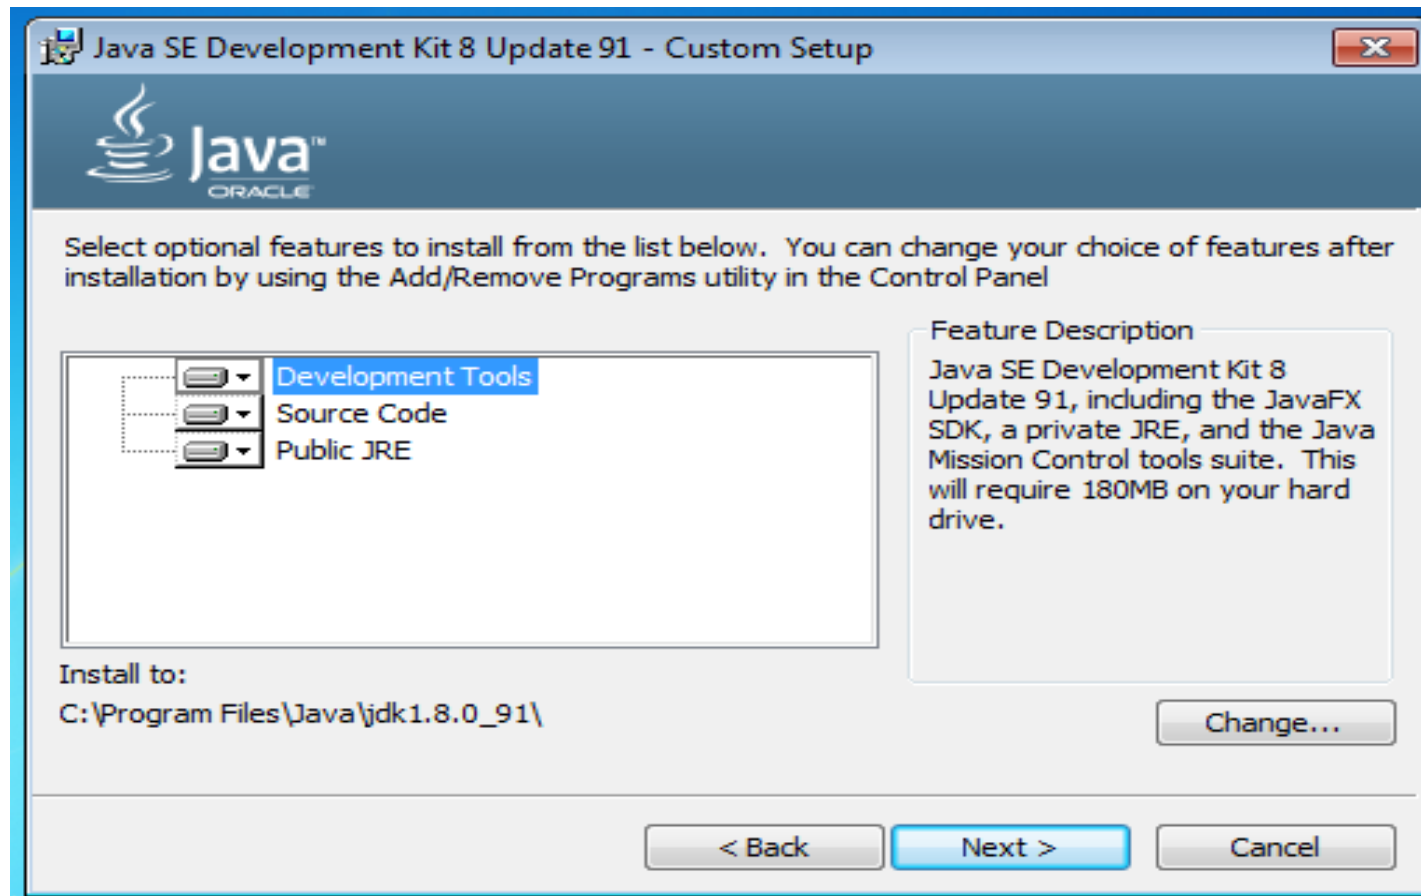 Java SE Development Kit 8 Update 91 - Custom Setup
Java™
ORACLE
Select optional features to install from the list below.  You can change your choice of features after
installation by using the Add/Remove Programs utility in the Control Panel
Development Tools
Source Code
Public JRE
Feature Description
Java SE Development Kit 8
Update 91, including the JavaFX
SDK, a private JRE, and the Java
Mission Control tools suite.  This
will require 180MB on your hard
drive.
Install to:
C:\Program Files\Java\jdk1.8.0_91\
Change...
< Back
Next >
Cancel